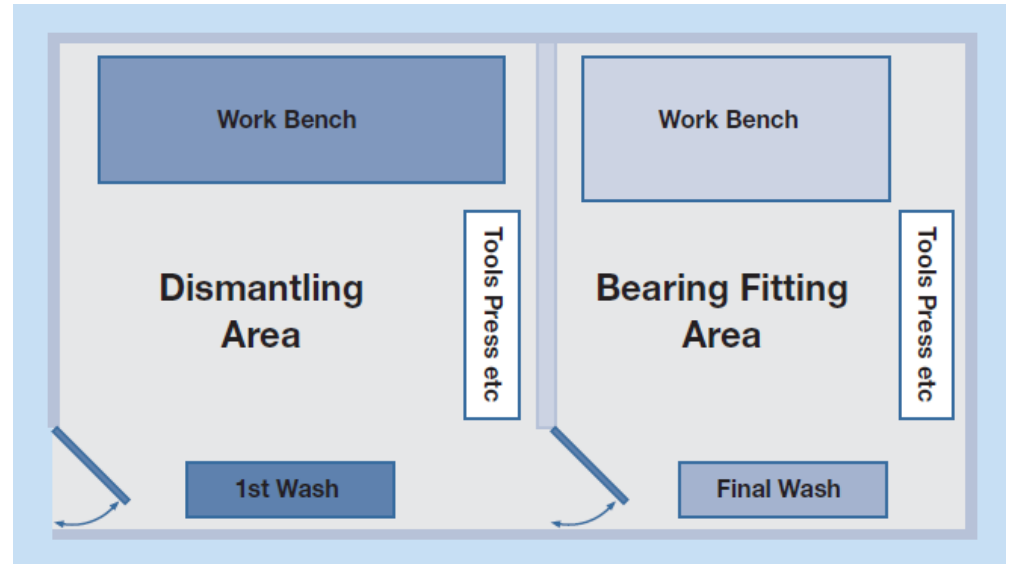 Work Bench
Work Bench
Tools Press etc
Tools Press etc
Dismantling
Area
Bearing Fitting
Area
1st Wash
Final Wash